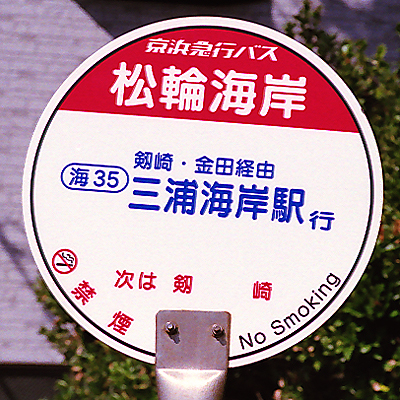 京浜急行バス
松輪海岸
剱崎・金田経由
海35
三浦海岸駅行
次は 剱崎
禁煙
No Smoking